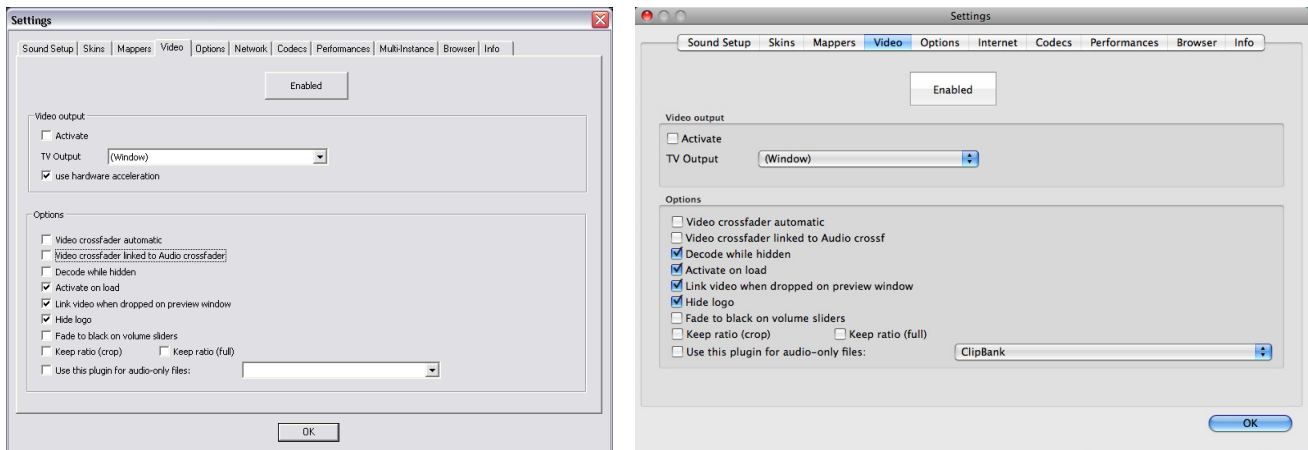 Settings
Sound Setup Skins Mappers Video Options Network Codecs Performances Multi-Instance Browser Info
Enabled
Video output
Activate
TV Output (Window)
use hardware acceleration
Options
Video crossfader automatic
Video crossfader linked to Audio crossfader
Decode while hidden
Activate on load
Link video when dropped on preview window
Hide logo
Fade to black on volume sliders
Keep ratio (crop) Keep ratio (full)
Use this plugin for audio-only files:
OK
Settings
Sound Setup Skins Mappers Video Options Internet Codecs Performances Browser Info
Enabled
Video output
Activate
TV Output (Window)
Options
Video crossfader automatic
Video crossfader linked to Audio crossf
Decode while hidden
Activate on load
Link video when dropped on preview window
Hide logo
Fade to black on volume sliders
Keep ratio (crop) Keep ratio (full)
Use this plugin for audio-only files: ClipBank
OK